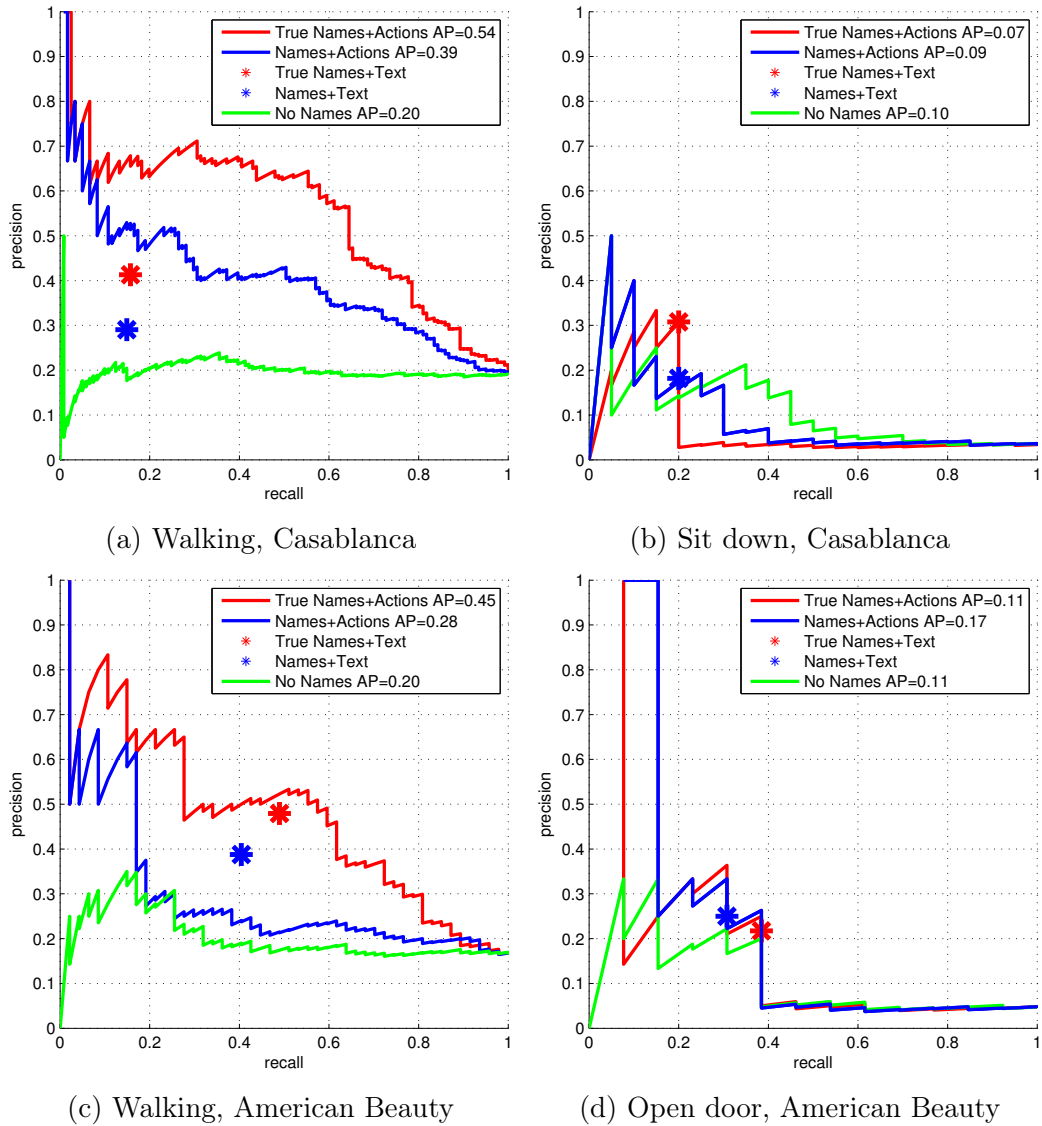 1
0.9
0.8
0.7
0.6
0.5
0.4
0.3
0.2
0.1
0
precision
True Names+Actions AP=0.54
Names+Actions AP=0.39
True Names+Text
Names+Text
No Names AP=0.20
0 0.2 0.4 0.6 0.8 1
recall
(a) Walking, Casablanca
1
0.9
0.8
0.7
0.6
0.5
0.4
0.3
0.2
0.1
0
precision
True Names+Actions AP=0.07
Names+Actions AP=0.09
True Names+Text
Names+Text
No Names AP=0.10
0 0.2 0.4 0.6 0.8 1
recall
(b) Sit down, Casablanca
1
0.9
0.8
0.7
0.6
0.5
0.4
0.3
0.2
0.1
0
precision
True Names+Actions AP=0.45
Names+Actions AP=0.28
True Names+Text
Names+Text
No Names AP=0.20
0 0.2 0.4 0.6 0.8 1
recall
(c) Walking, American Beauty
1
0.9
0.8
0.7
0.6
0.5
0.4
0.3
0.2
0.1
0
precision
True Names+Actions AP=0.11
Names+Actions AP=0.17
True Names+Text
Names+Text
No Names AP=0.11
0 0.2 0.4 0.6 0.8 1
recall
(d) Open door, American Beauty